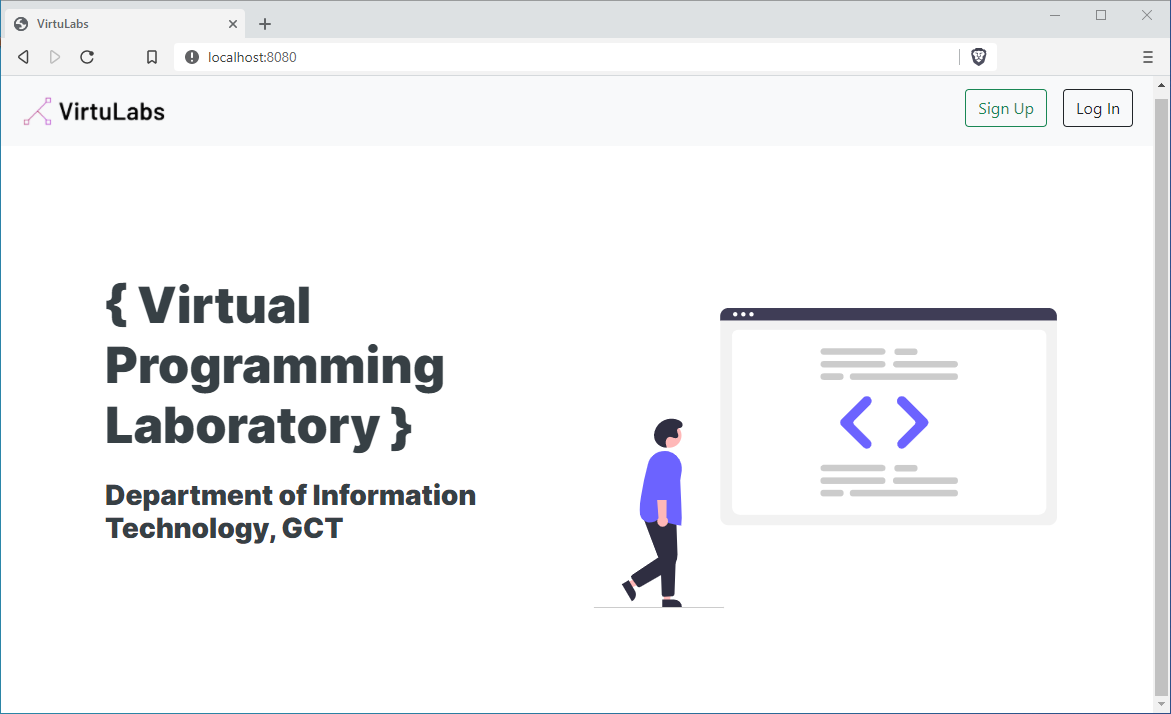 VirtuLabs
localhost:8080
VirtuLabs
Sign Up
Log In
{ Virtual
Programming
Laboratory }
Department of Information
Technology, GCT